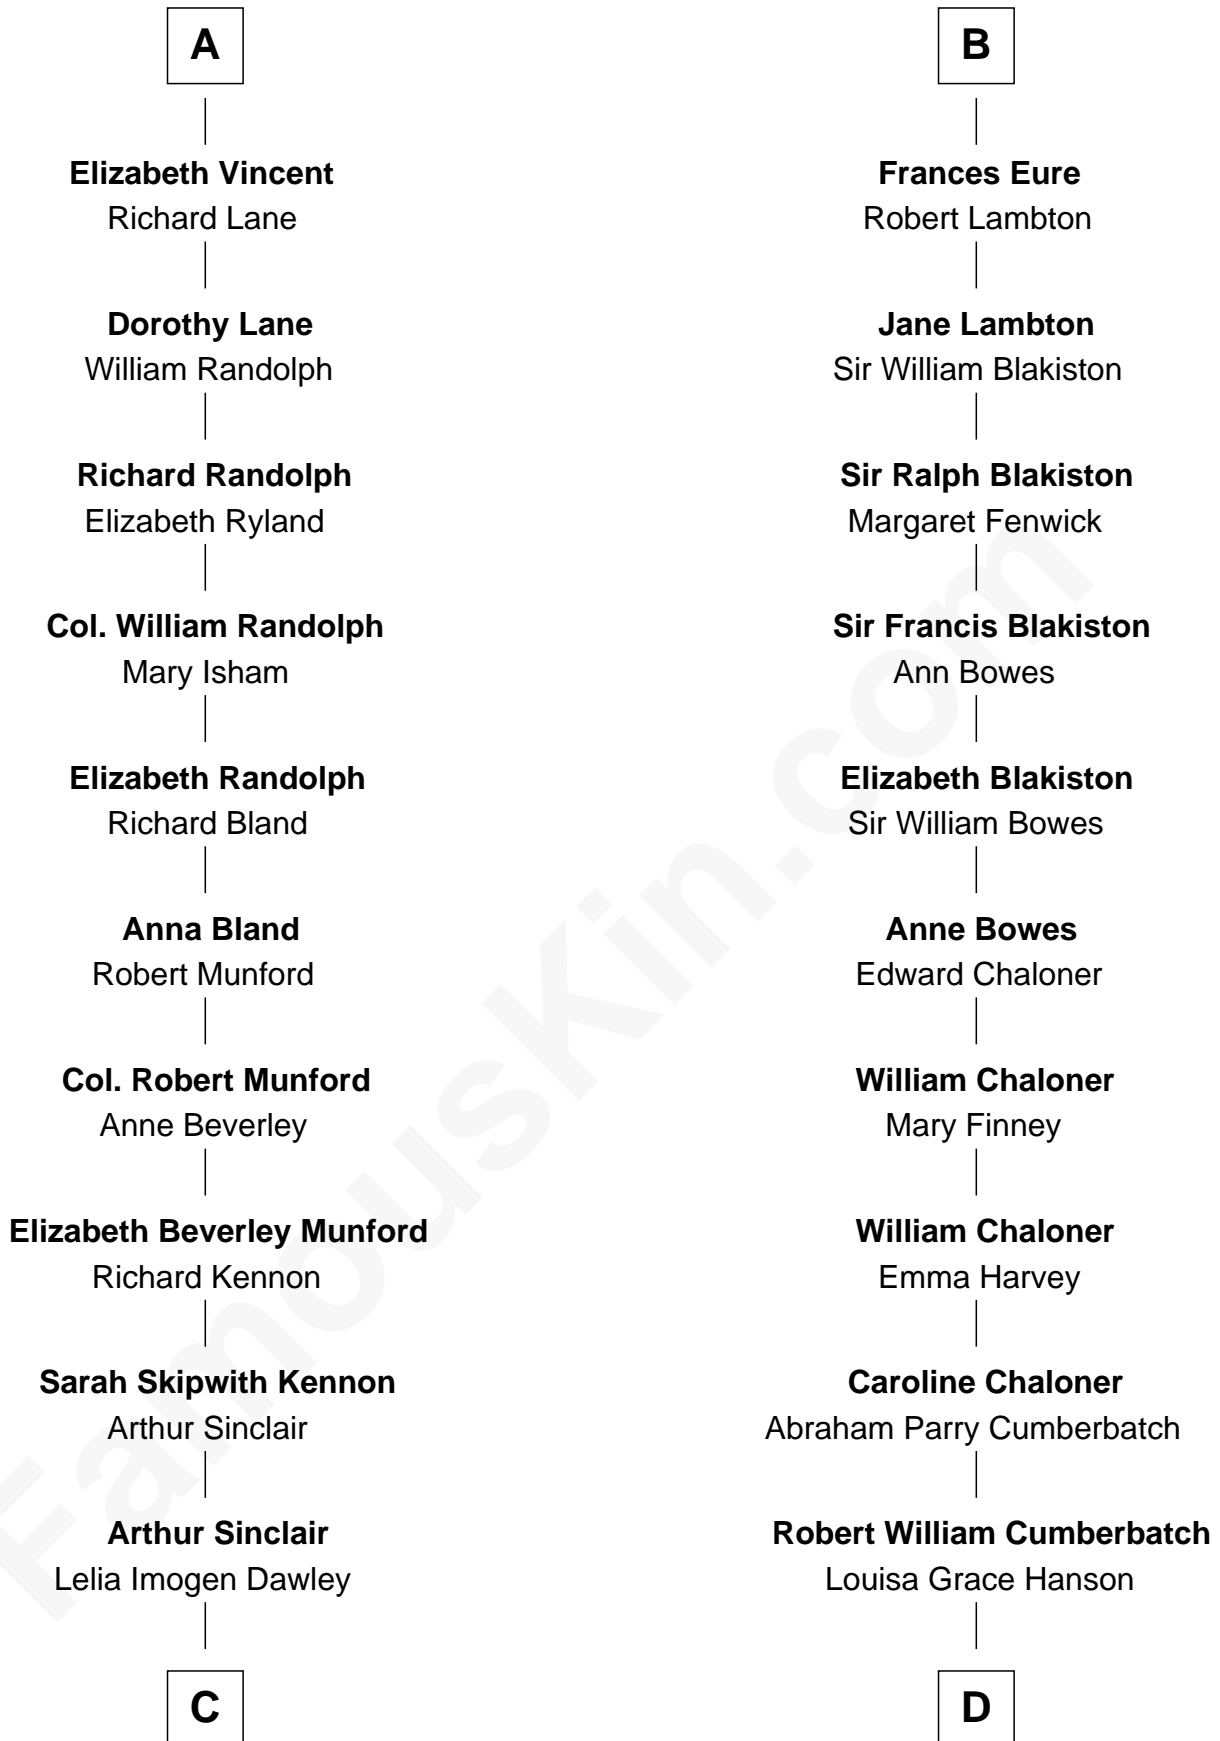 A
Elizabeth Vincent
Richard Lane
Dorothy Lane
William Randolph
Richard Randolph
Elizabeth Ryland
Col. William Randolph
Mary Isham
Elizabeth Randolph
Richard Bland
Anna Bland
Robert Munford
Col. Robert Munford
Anne Beverley
Elizabeth Beverley Munford
Richard Kennon
Sarah Skipwith Kennon
Arthur Sinclair
Arthur Sinclair
Lelia Imogen Dawley
C
B
Frances Eure
Robert Lambton
Jane Lambton
Sir William Blakiston
Sir Ralph Blakiston
Margaret Fenwick
Sir Francis Blakiston
Ann Bowes
Elizabeth Blakiston
Sir William Bowes
Anne Bowes
Edward Chaloner
William Chaloner
Mary Finney
William Chaloner
Emma Harvey
Caroline Chaloner
Abraham Parry Cumberbatch
Robert William Cumberbatch
Louisa Grace Hanson
D
FamousKin.com